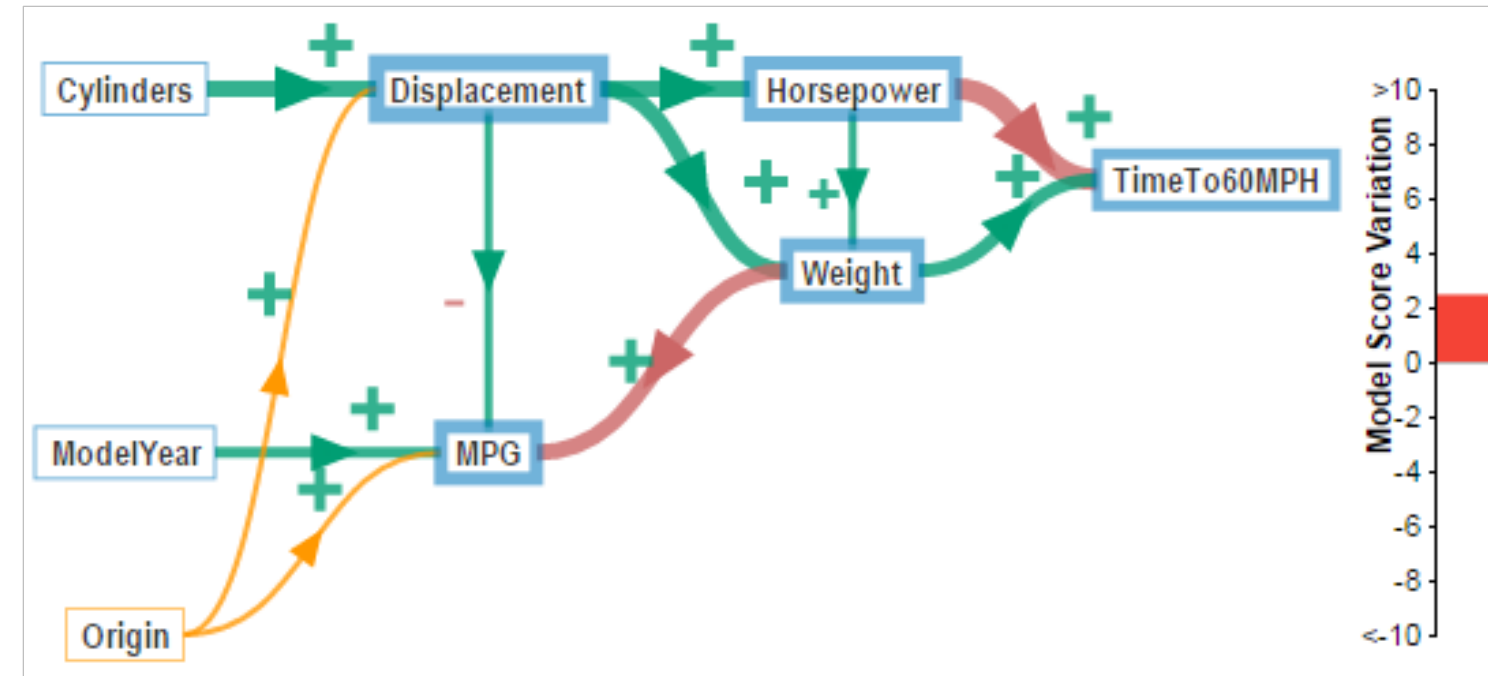 Cylinders
Displacement
Horsepower
TimeTo60MPH
Weight
ModelYear
MPG
Origin
+
+
+
+
+
+
+
-
+
+
+
Model Score Variation
>10
8
6
4
2
0
-2
-4
-6
-8
<-10